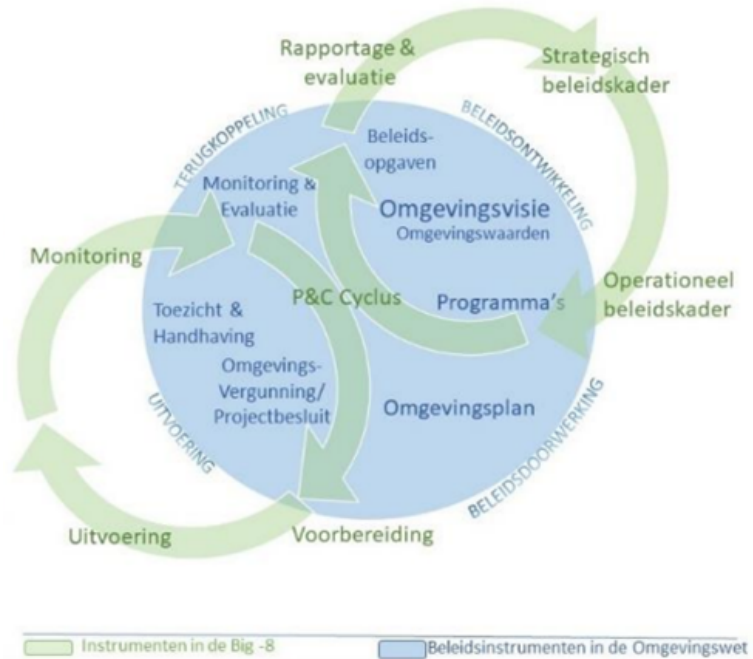 Rapportage &
evaluatie
Strategisch
beleidskader
TERUGKOPPELING
BELEIDSONTWIKKELING
Beleids-
opgaven
Monitoring &
Evaluatie
Omgevingsvisie
Omgevingswaarden
Monitoring
P&C Cyclus
Programma's
Operationeel
beleidskader
Toezicht &
Handhaving
Omgevings-
Vergunning/
Projectbesluit
Omgevingsplan
UITVOERING
BELEIDSDOORWERKING
Uitvoering
Voorbereiding
Instrumenten in de Big -8
Beleidsinstrumenten in de Omgevingswet